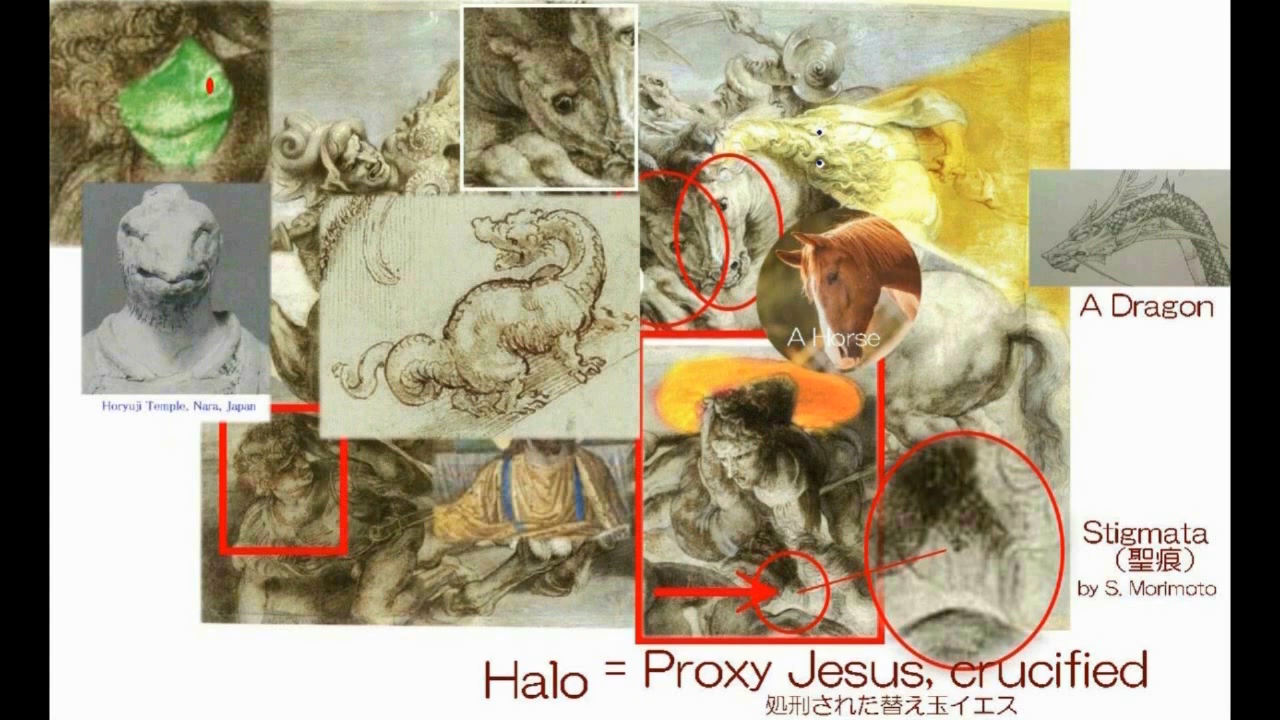 A Horse
A Dragon
Horyuji Temple, Nara, Japan
Stigmata
(聖痕)
by S. Morimoto
Halo = Proxy Jesus, crucified
処刑された替え玉イエス